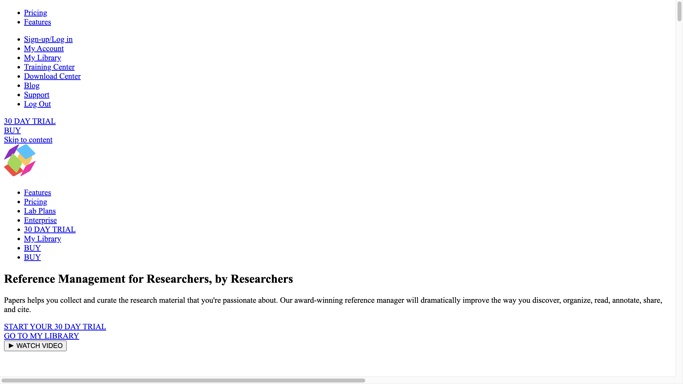 Pricing
Features
Sign-up/Log in
My Account
My Library
Training Center
Download Center
Blog
Support
Log Out
30 DAY TRIAL
BUY
Skip to content
Features
Pricing
Lab Plans
Enterprise
30 DAY TRIAL
My Library
BUY
BUY
Reference Management for Researchers, by Researchers
Papers helps you collect and curate the research material that you're passionate about. Our award-winning reference manager will dramatically improve the way you discover, organize, read, annotate, share,
and cite.
START YOUR 30 DAY TRIAL
GO TO MY LIBRARY
► WATCH VIDEO